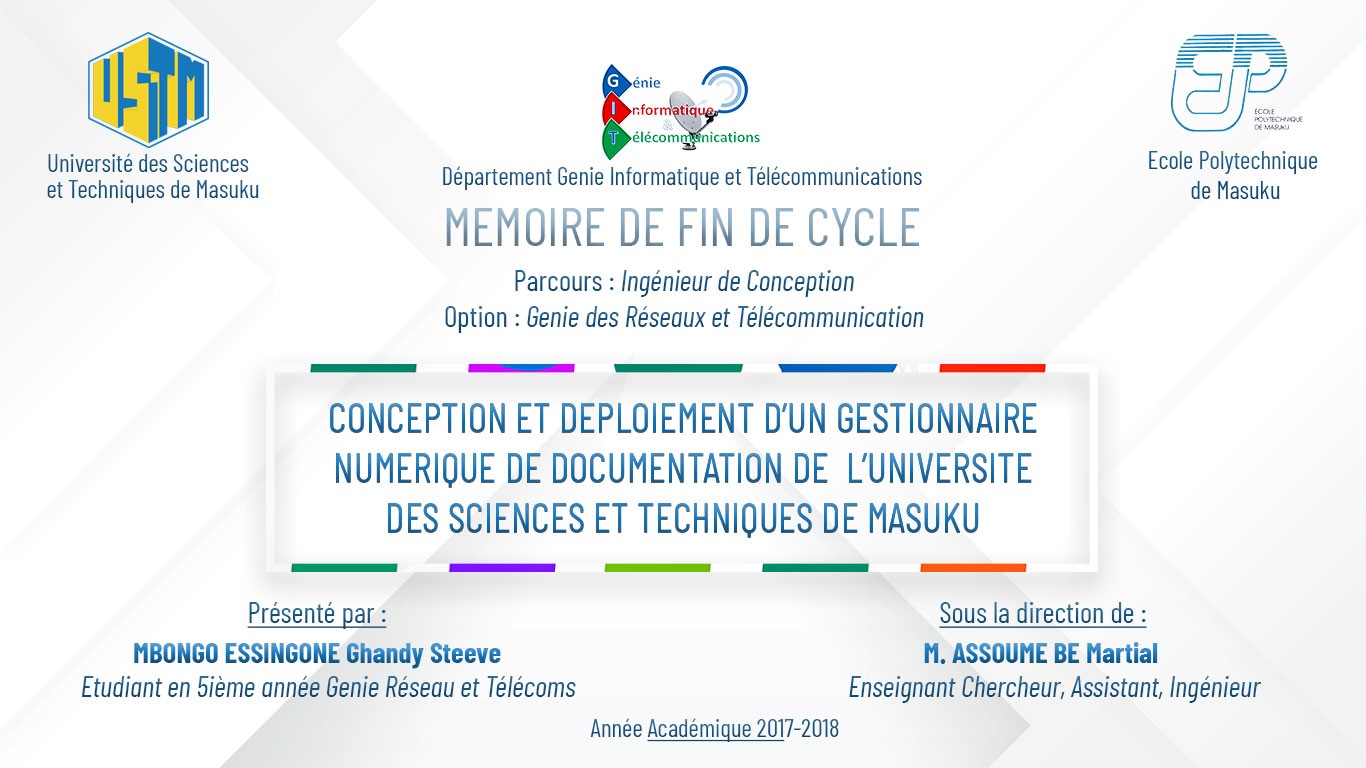 USTM
Université des Sciences
et Techniques de Masuku
Génie
Informatique
&
Télécommunications
Département Genie Informatique et Télécommunications
EP
ECOLE
POLYTECHNIQUE
DE MASUKU
Ecole Polytechnique
de Masuku
MEMOIRE DE FIN DE CYCLE
Parcours : Ingénieur de Conception
Option : Genie des Réseaux et Télécommunication
CONCEPTION ET DEPLOIEMENT D’UN GESTIONNAIRE
NUMERIQUE DE DOCUMENTATION DE L’UNIVERSITE
DES SCIENCES ET TECHNIQUES DE MASUKU
Présenté par :
MBONGO ESSINGONE Ghandy Steeve
Etudiant en 5ième année Genie Réseau et Télécoms
Sous la direction de :
M. ASSOUME BE Martial
Enseignant Chercheur, Assistant, Ingénieur
Année Académique 2017-2018